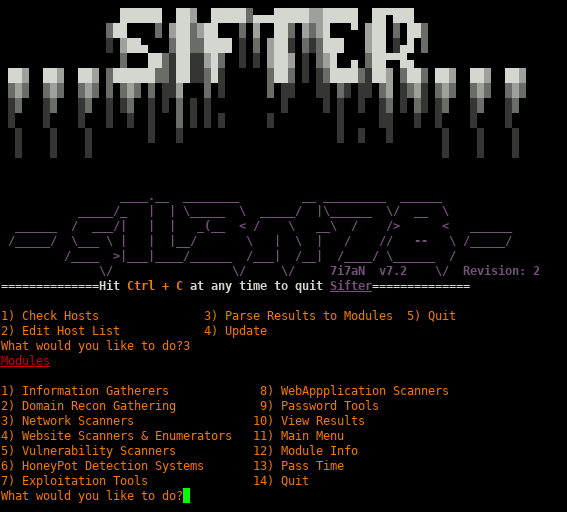 SIFTER
7i7aN v7.2 Revision: 2
==============Hit Ctrl + C at any time to quit Sifter==============
1) Check Hosts 3) Parse Results to Modules 5) Quit
2) Edit Host List 4) Update
What would you like to do?3
Modules
1) Information Gatherers 8) WebAppplication Scanners
2) Domain Recon Gathering 9) Password Tools
3) Network Scanners 10) View Results
4) Website Scanners & Enumerators 11) Main Menu
5) Vulnerability Scanners 12) Module Info
6) HoneyPot Detection Systems 13) Pass Time
7) Exploitation Tools 14) Quit
What would you like to do?